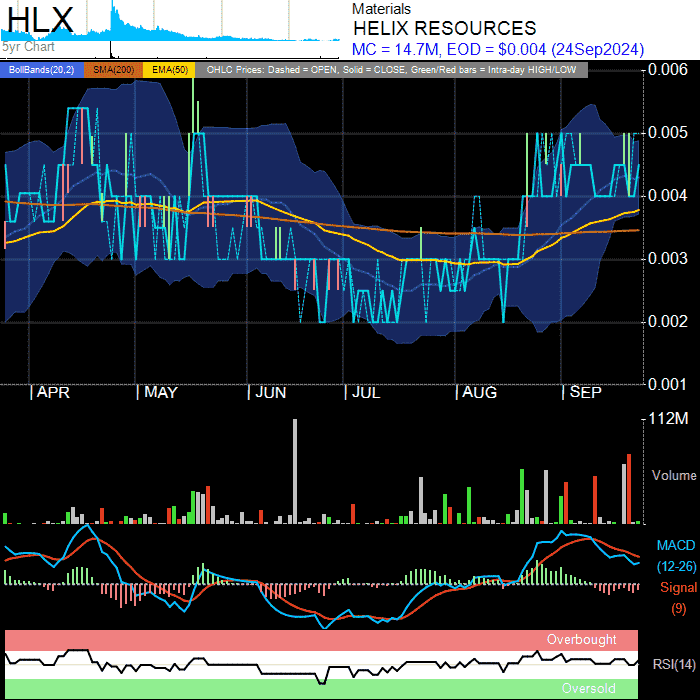 HLX
5yr Chart
Materials
HELIX RESOURCES
MC = 14.7M, EOD = $0.004 (24Sep2024)
BollBands(20,2) SMA(200) EMA(50) OHLC Prices: Dashed = OPEN, Solid = CLOSE, Green/Red bars = Intra-day HIGH/LOW
0.006
0.005
0.004
0.003
0.002
0.001
APR MAY JUN JUL AUG SEP
112M
Volume
MACD
(12-26)
Signal
(9)
Overbought
RSI(14)
Oversold